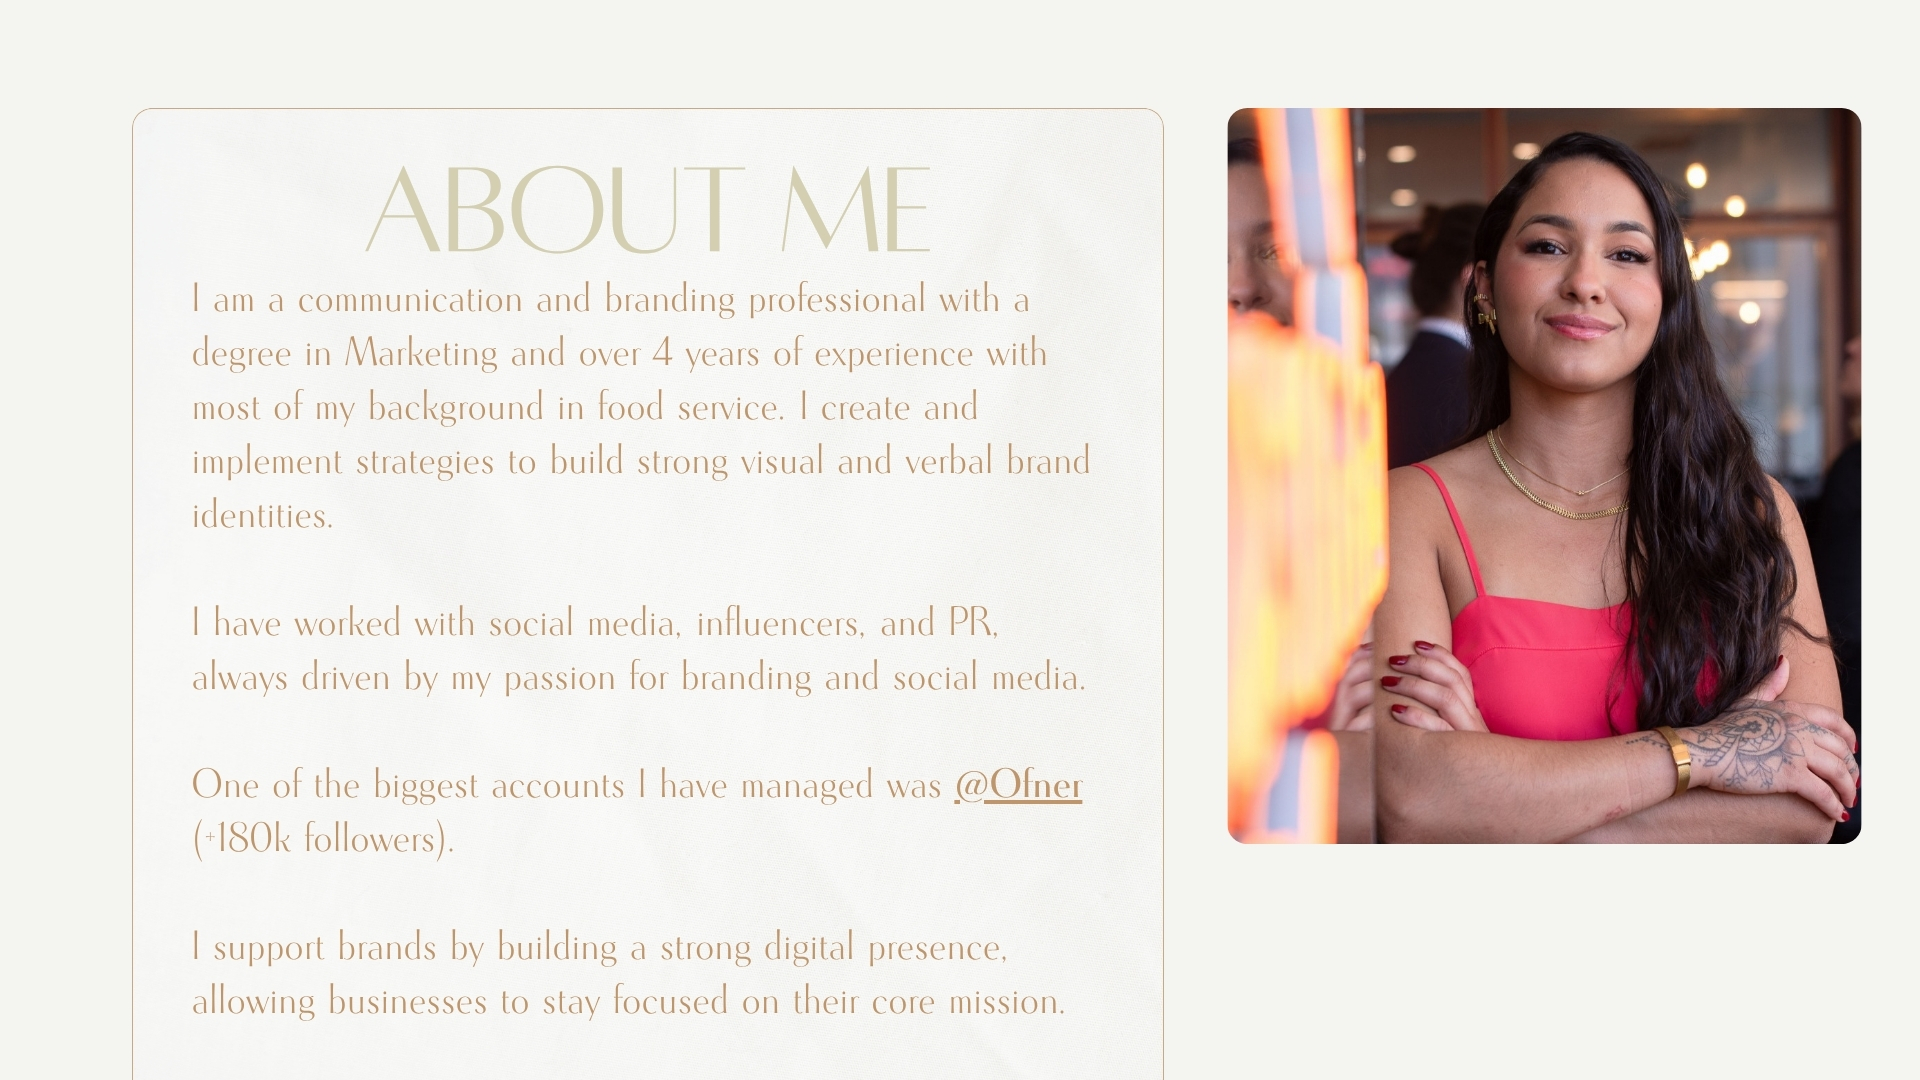 ABOUT ME
I am a communication and branding professional with a
degree in Marketing and over 4 years of experience with
most of my background in food service. I create and
implement strategies to build strong visual and verbal brand
identities.
I have worked with social media, influencers, and PR,
always driven by my passion for branding and social media.
One of the biggest accounts I have managed was @Ofner
(+180k followers).
I support brands by building a strong digital presence,
allowing businesses to stay focused on their core mission.